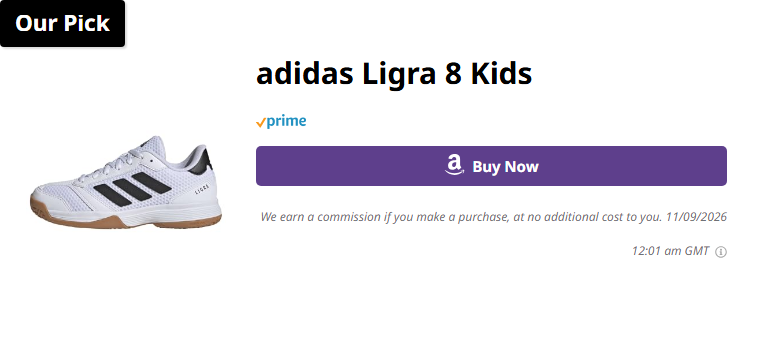 Our Pick
adidas Ligra 8 Kids
prime
a Buy Now
We earn a commission if you make a purchase, at no additional cost to you. 11/09/2026
12:01 am GMT
LIGRA